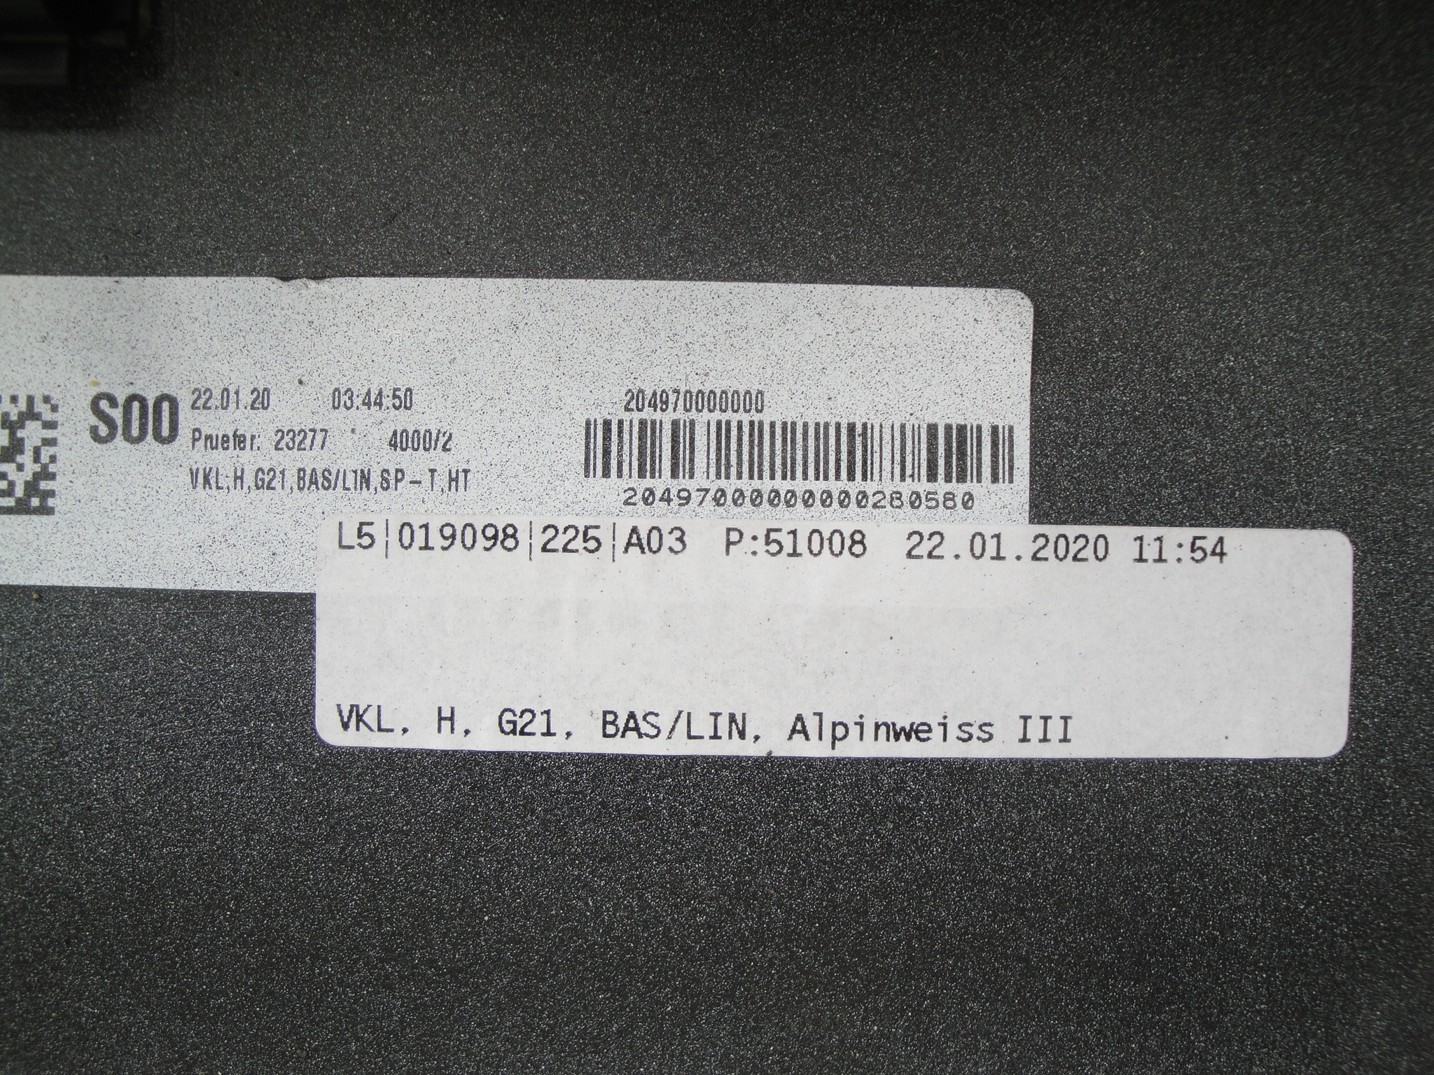 S00 22.01.20 03:44:50
Pruefer: 23277 4000/2
VKL,H,G21,BAS/LIN,SP-T,HT
204970000000
20497000000000280580
L5|019098|225|A03 P:51008 22.01.2020 11:54
VKL, H, G21, BAS/LIN, Alpinweiss III